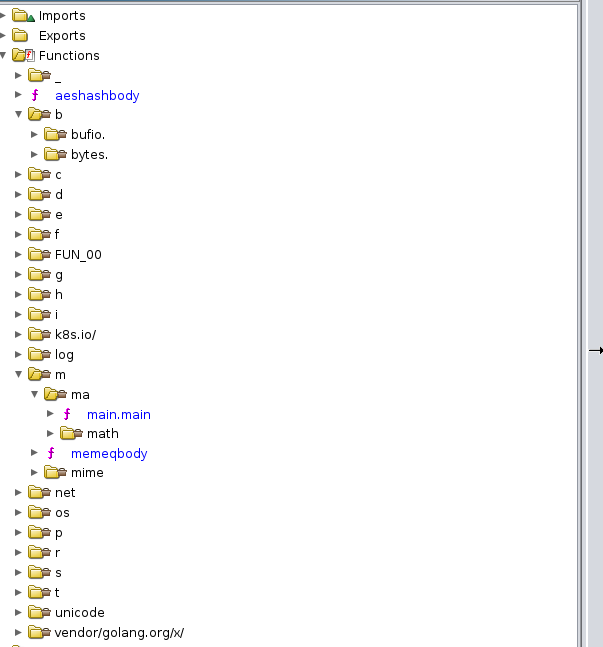 Imports
Exports
Functions
_
aeshashbody
b
bufio.
bytes.
c
d
e
f
FUN_00
g
h
i
k8s.io/
log
m
ma
main.main
math
memeqbody
mime
net
os
p
r
s
t
unicode
vendor/golang.org/x/